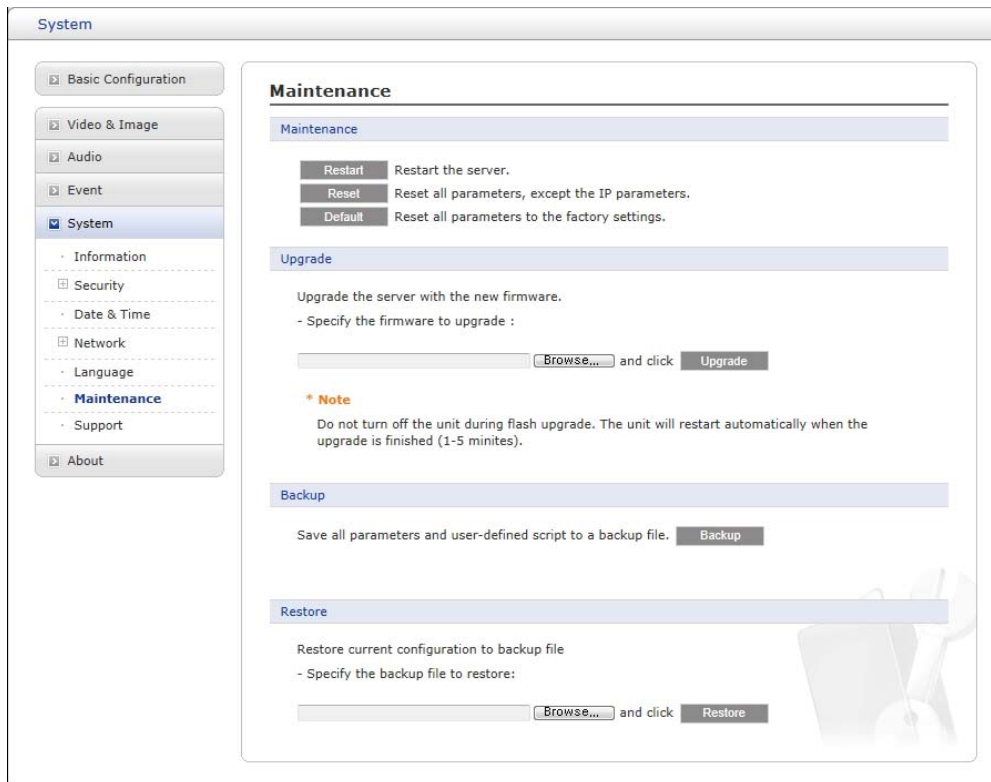 System
Basic Configuration
Video & Image
Audio
Event
System
Information
Security
Date & Time
Network
Language
Maintenance
Support
About
Maintenance
Maintenance
Restart Restart the server.
Reset Reset all parameters, except the IP parameters.
Default Reset all parameters to the factory settings.
Upgrade
Upgrade the server with the new firmware.
- Specify the firmware to upgrade :
Browse... and click Upgrade
* Note
Do not turn off the unit during flash upgrade. The unit will restart automatically when the
upgrade is finished (1-5 minites).
Backup
Save all parameters and user-defined script to a backup file. Backup
Restore
Restore current configuration to backup file
- Specify the backup file to restore:
Browse... and click Restore